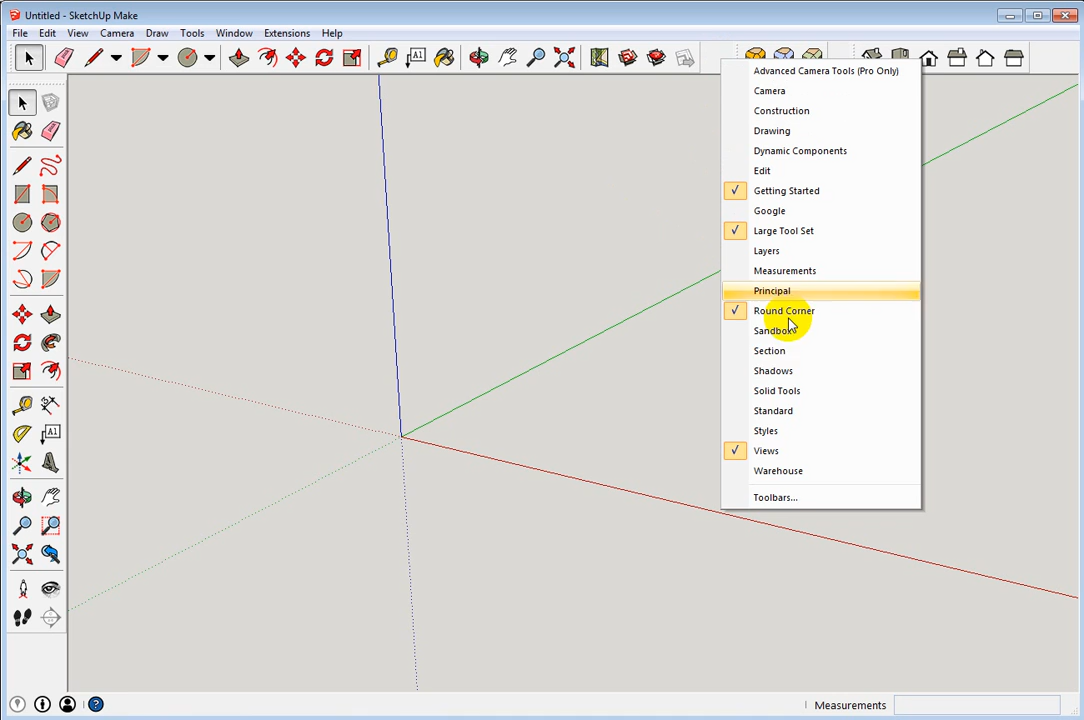 Untitled - SketchUp Make
File Edit View Camera Draw Tools Window Extensions Help
A1
Advanced Camera Tools (Pro Only)
Camera
Construction
Drawing
Dynamic Components
Edit
Getting Started
Google
Large Tool Set
Layers
Measurements
Principal
Round Corner
Sandbox
Section
Shadows
Solid Tools
Standard
Styles
Views
Warehouse
Toolbars...
A1
Measurements